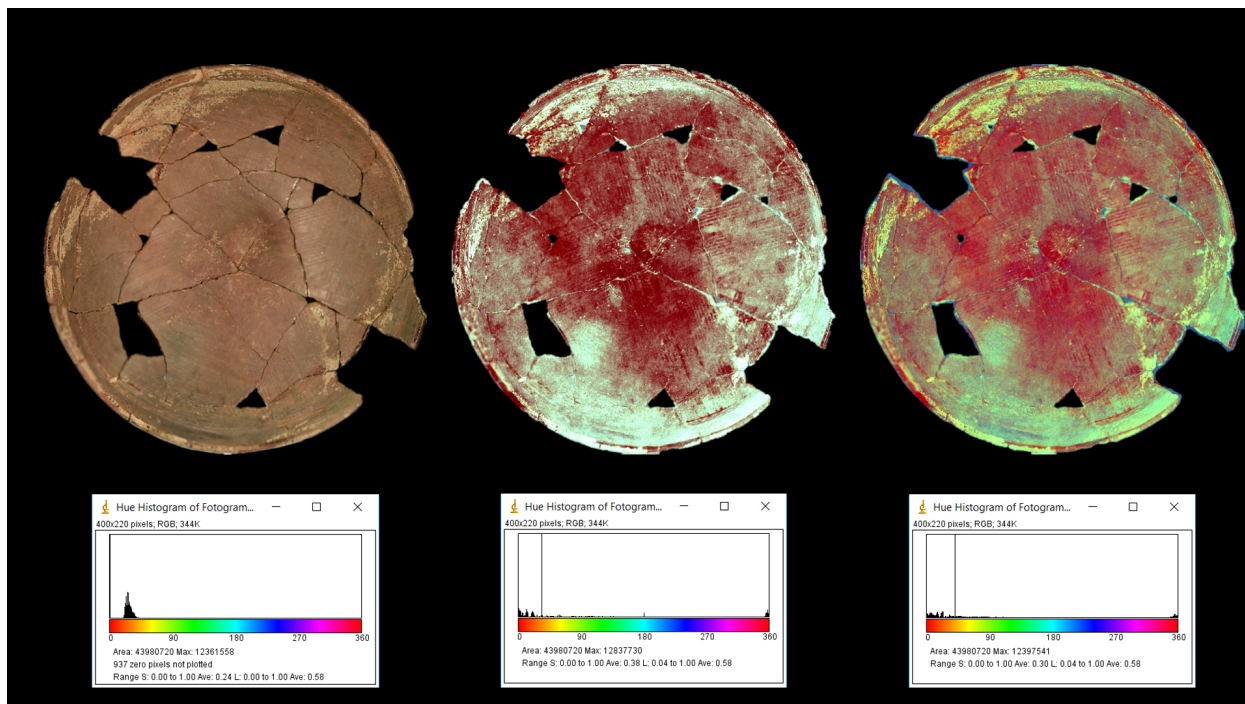 Hue Histogram of Fotogram...
400x220 pixels; RGB; 344K
0 90 180 270 360
Area: 43980720 Max: 12361558
937 zero pixels not plotted
Range S: 0.00 to 1.00 Ave: 0.24 L: 0.00 to 1.00 Ave: 0.58
Hue Histogram of Fotogram...
400x220 pixels; RGB; 344K
0 90 180 270 360
Area: 43980720 Max: 12837730
Range S: 0.00 to 1.00 Ave: 0.38 L: 0.04 to 1.00 Ave: 0.58
Hue Histogram of Fotogram...
400x220 pixels; RGB; 344K
0 90 180 270 360
Area: 43980720 Max: 12397541
Range S: 0.00 to 1.00 Ave: 0.30 L: 0.04 to 1.00 Ave: 0.58